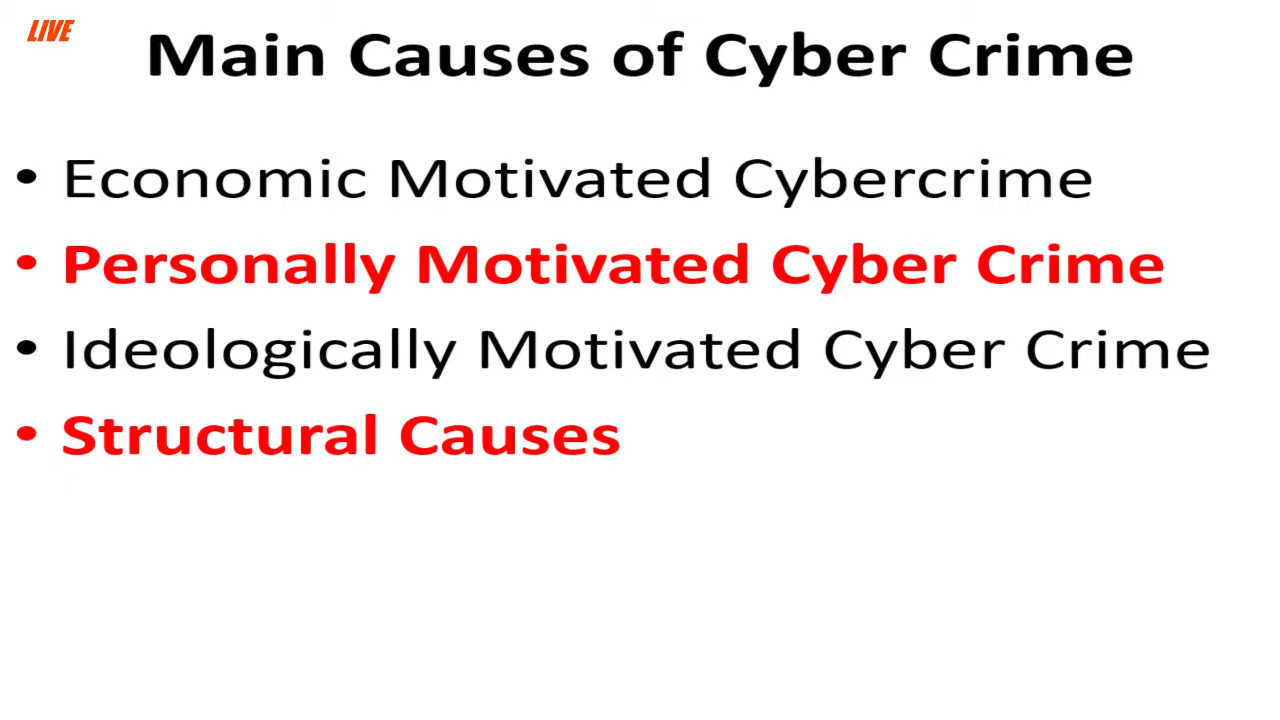 LIVE
Main Causes of Cyber Crime
• Economic Motivated Cybercrime
• Personally Motivated Cyber Crime
• Ideologically Motivated Cyber Crime
• Structural Causes